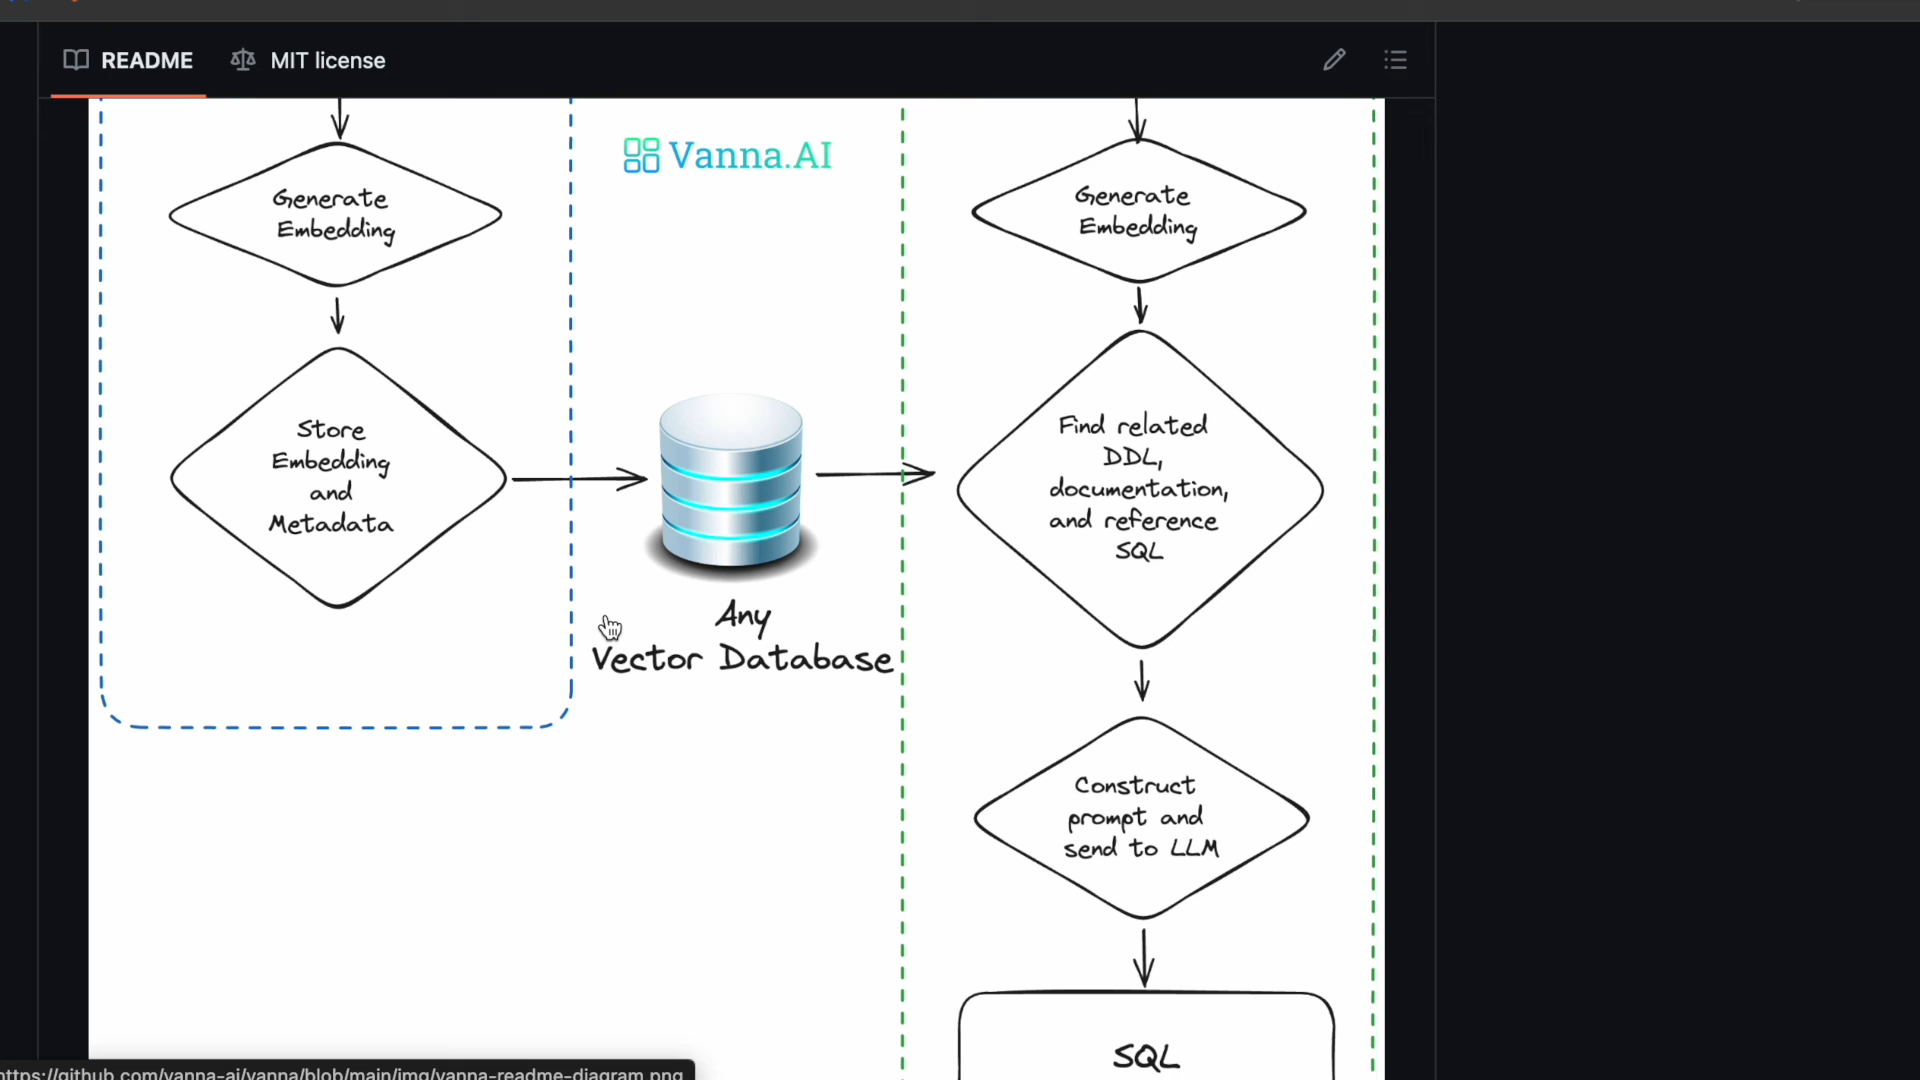 README
MIT license
Vanna.AI
Generate
Embedding
Store
Embedding
and
Metadata
Any
Vector Database
Generate
Embedding
Find related
DDL,
documentation,
and reference
SQL
Construct
prompt and
send to LLM
SQL
https://github.com/vanna-ai/vanna/blob/main/img/vanna-readme-diagram.png